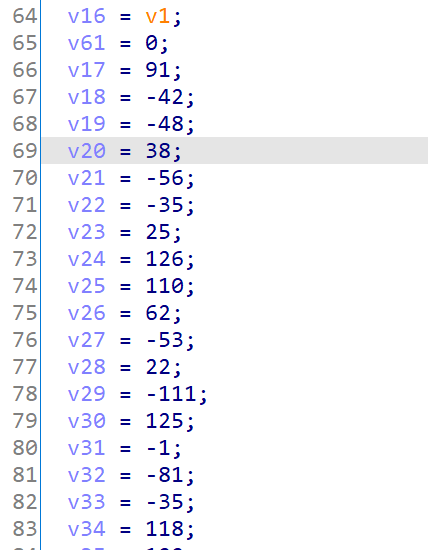 64 v16 = v1;
65 v61 = 0;
66 v17 = 91;
67 v18 = -42;
68 v19 = -48;
69 v20 = 38;
70 v21 = -56;
71 v22 = -35;
72 v23 = 25;
73 v24 = 126;
74 v25 = 110;
75 v26 = 62;
76 v27 = -53;
77 v28 = 22;
78 v29 = -111;
79 v30 = 125;
80 v31 = -1;
81 v32 = -81;
82 v33 = -35;
83 v34 = 118;